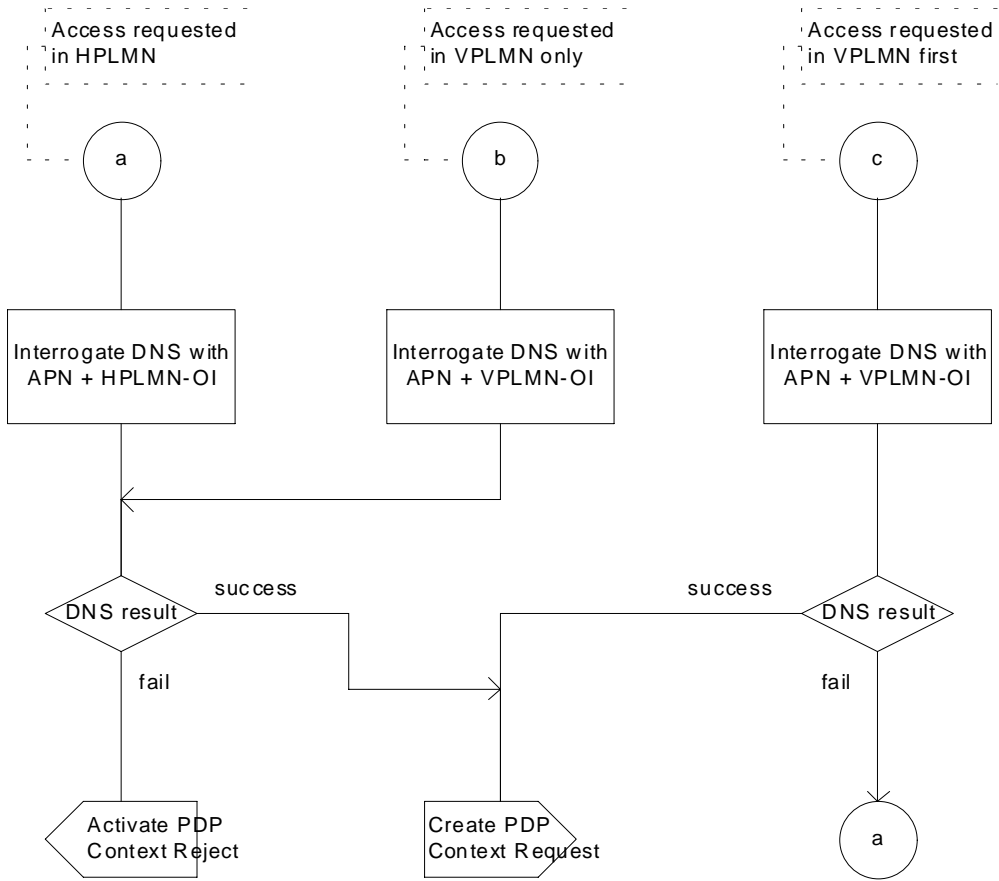 Access requested
in HPLMN
Access requested
in VPLMN only
Access requested
in VPLMN first
a
b
c
Interrogate DNS with
APN + HPLMN-OI
Interrogate DNS with
APN + VPLMN-OI
Interrogate DNS with
APN + VPLMN-OI
success
success
DNS result
DNS result
fail
fail
Activate PDP
Context Reject
Create PDP
Context Request
a